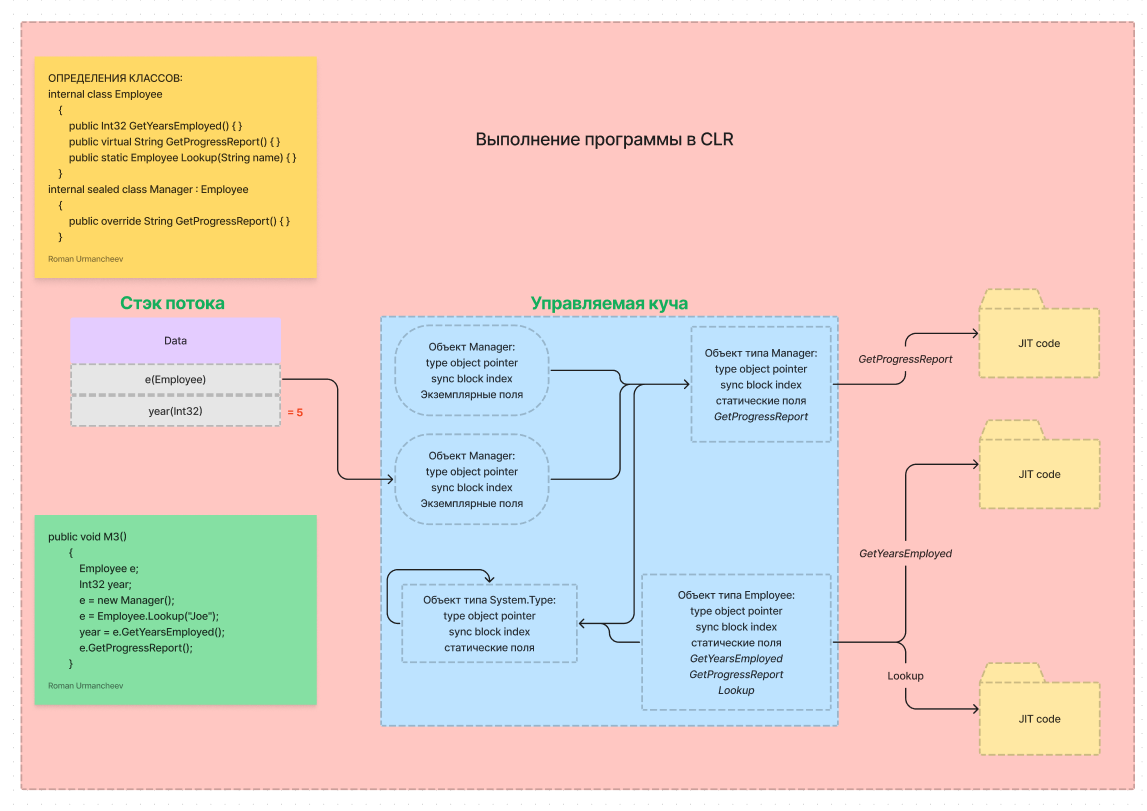 ОПРЕДЕЛЕНИЯ КЛАССОВ:
internal class Employee
{
public Int32 GetYearsEmployed() { }
public virtual String GetProgressReport() { }
public static Employee Lookup(String name) { }
}
internal sealed class Manager : Employee
{
public override String GetProgressReport() { }
}
Roman Urmancheev
Выполнение программы в CLR
Стэк потока
Data
e(Employee)
year(Int32)
= 5
public void M3()
{
Employee e;
Int32 year;
e = new Manager();
e = Employee.Lookup("Joe");
year = e.GetYearsEmployed();
e.GetProgressReport();
}
Roman Urmancheev
Управляемая куча
Объект Manager:
type object pointer
sync block index
Экземплярные поля
Объект Manager:
type object pointer
sync block index
Экземплярные поля
Объект типа System.Type:
type object pointer
sync block index
статические поля
Объект типа Manager:
type object pointer
sync block index
статические поля
GetProgressReport
Объект типа Employee:
type object pointer
sync block index
статические поля
GetYearsEmployed
GetProgressReport
Lookup
GetProgressReport
JIT code
GetYearsEmployed
JIT code
Lookup
JIT code